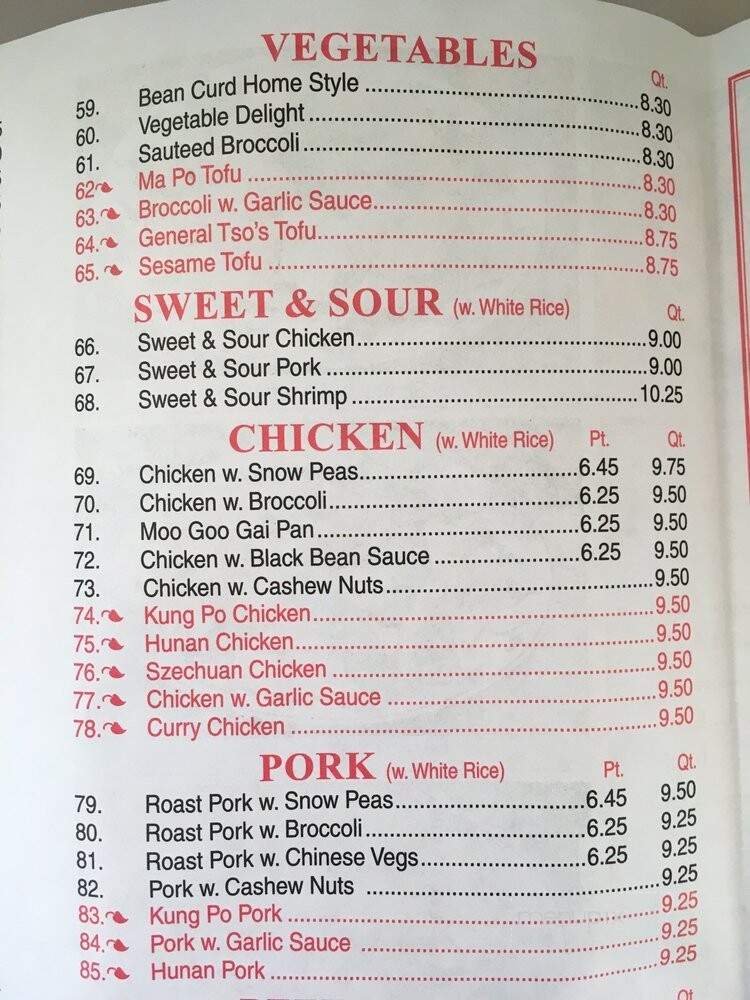 VEGETABLES
Qt.
59. Bean Curd Home Style 8.30
60. Vegetable Delight 8.30
61. Sauteed Broccoli 8.30
62. Ma Po Tofu 8.30
63. Broccoli w. Garlic Sauce 8.30
64. General Tso's Tofu 8.75
65. Sesame Tofu 8.75
SWEET & SOUR (w. White Rice) Qt.
66. Sweet & Sour Chicken 9.00
67. Sweet & Sour Pork 9.00
68. Sweet & Sour Shrimp 10.25
CHICKEN (w. White Rice) Pt. Qt.
69. Chicken w. Snow Peas 6.45 9.75
70. Chicken w. Broccoli 6.25 9.50
71. Moo Goo Gai Pan 6.25 9.50
72. Chicken w. Black Bean Sauce 6.25 9.50
73. Chicken w. Cashew Nuts 9.50
74. Kung Po Chicken 9.50
75. Hunan Chicken 9.50
76. Szechuan Chicken 9.50
77. Chicken w. Garlic Sauce 9.50
78. Curry Chicken 9.50
PORK (w. White Rice) Pt. Qt.
79. Roast Pork w. Snow Peas 6.45 9.50
80. Roast Pork w. Broccoli 6.25 9.25
81. Roast Pork w. Chinese Vegs 6.25 9.25
82. Pork w. Cashew Nuts 9.25
83. Kung Po Pork 9.25
84. Pork w. Garlic Sauce 9.25
85. Hunan Pork 9.25
Qt.